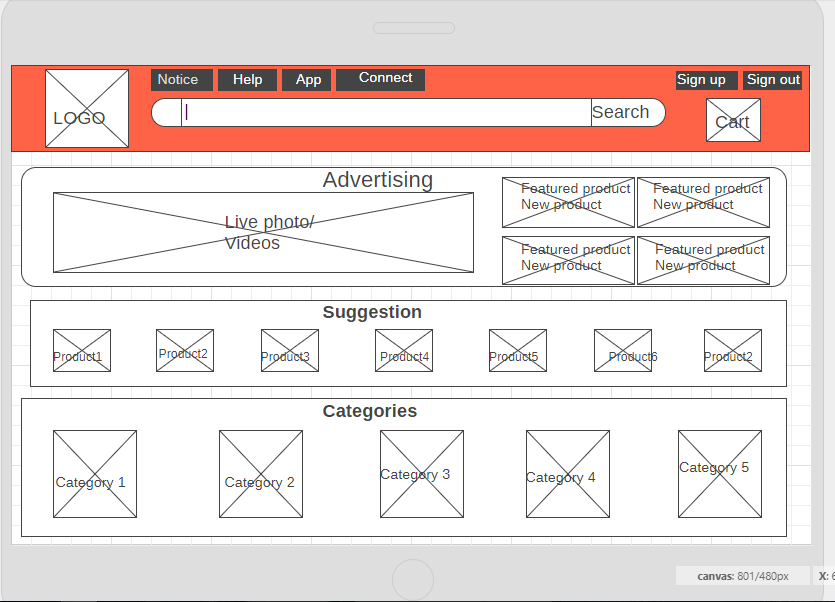 Notice Help App Connect Sign up Sign out
LOGO
Search
Cart
Advertising
Live photo/
Videos
Featured product
New product
Featured product
New product
Featured product
New product
Featured product
New product
Suggestion
Product1 Product2 Product3 Product4 Product5 Product6 Product2
Categories
Category 1 Category 2 Category 3 Category 4 Category 5
canvas: 801/480px X: 6